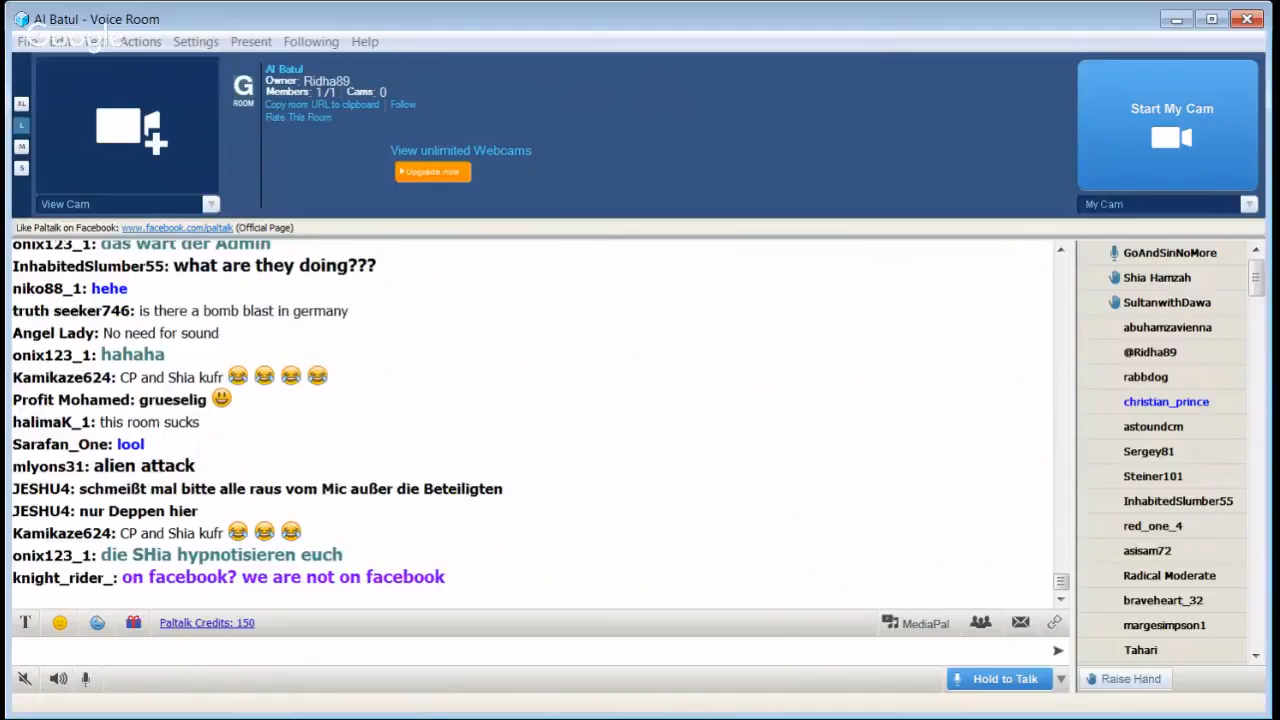 Al Batul - Voice Room
Google
File Edit View Actions Settings Present Following Help
Al Batul
Owner: Ridha89
Members: 1/1 Cams: 0
Copy room URL to clipboard | Follow
Rate This Room
G
ROOM
XL
L
M
S
View unlimited Webcams
Upgrade now
Start My Cam
View Cam
My Cam
Like Paltalk on Facebook: www.facebook.com/paltalk (Official Page)
onix123_1: das wart der Admin
InhabitedSlumber55: what are they doing???
niko88_1: hehe
truth seeker746: is there a bomb blast in germany
Angel Lady: No need for sound
onix123_1: hahaha
Kamikaze624: CP and Shia kufr 😂 😂 😂 😂
Profit Mohamed: gruselig 😃
halimaK_1: this room sucks
Sarafan_One: lool
mlyons31: alien attack
JESHU4: schmeißt mal bitte alle raus vom Mic außer die Beteiligten
JESHU4: nur Deppen hier
Kamikaze624: CP and Shia kufr 😂 😂 😂
onix123_1: die SHia hypnotisieren euch
knight_rider_: on facebook? we are not on facebook
GoAndSinNoMore
Shia Hamzah
SultanwithDawa
abuhamzavienna
@Ridha89
rabbdog
christian_prince
astoundcm
Sergey81
Steiner101
InhabitedSlumber55
red_one_4
asisam72
Radical Moderate
braveheart_32
margesimpson1
Tahari
T
Paltalk Credits: 150
MediaPal
Hold to Talk
Raise Hand